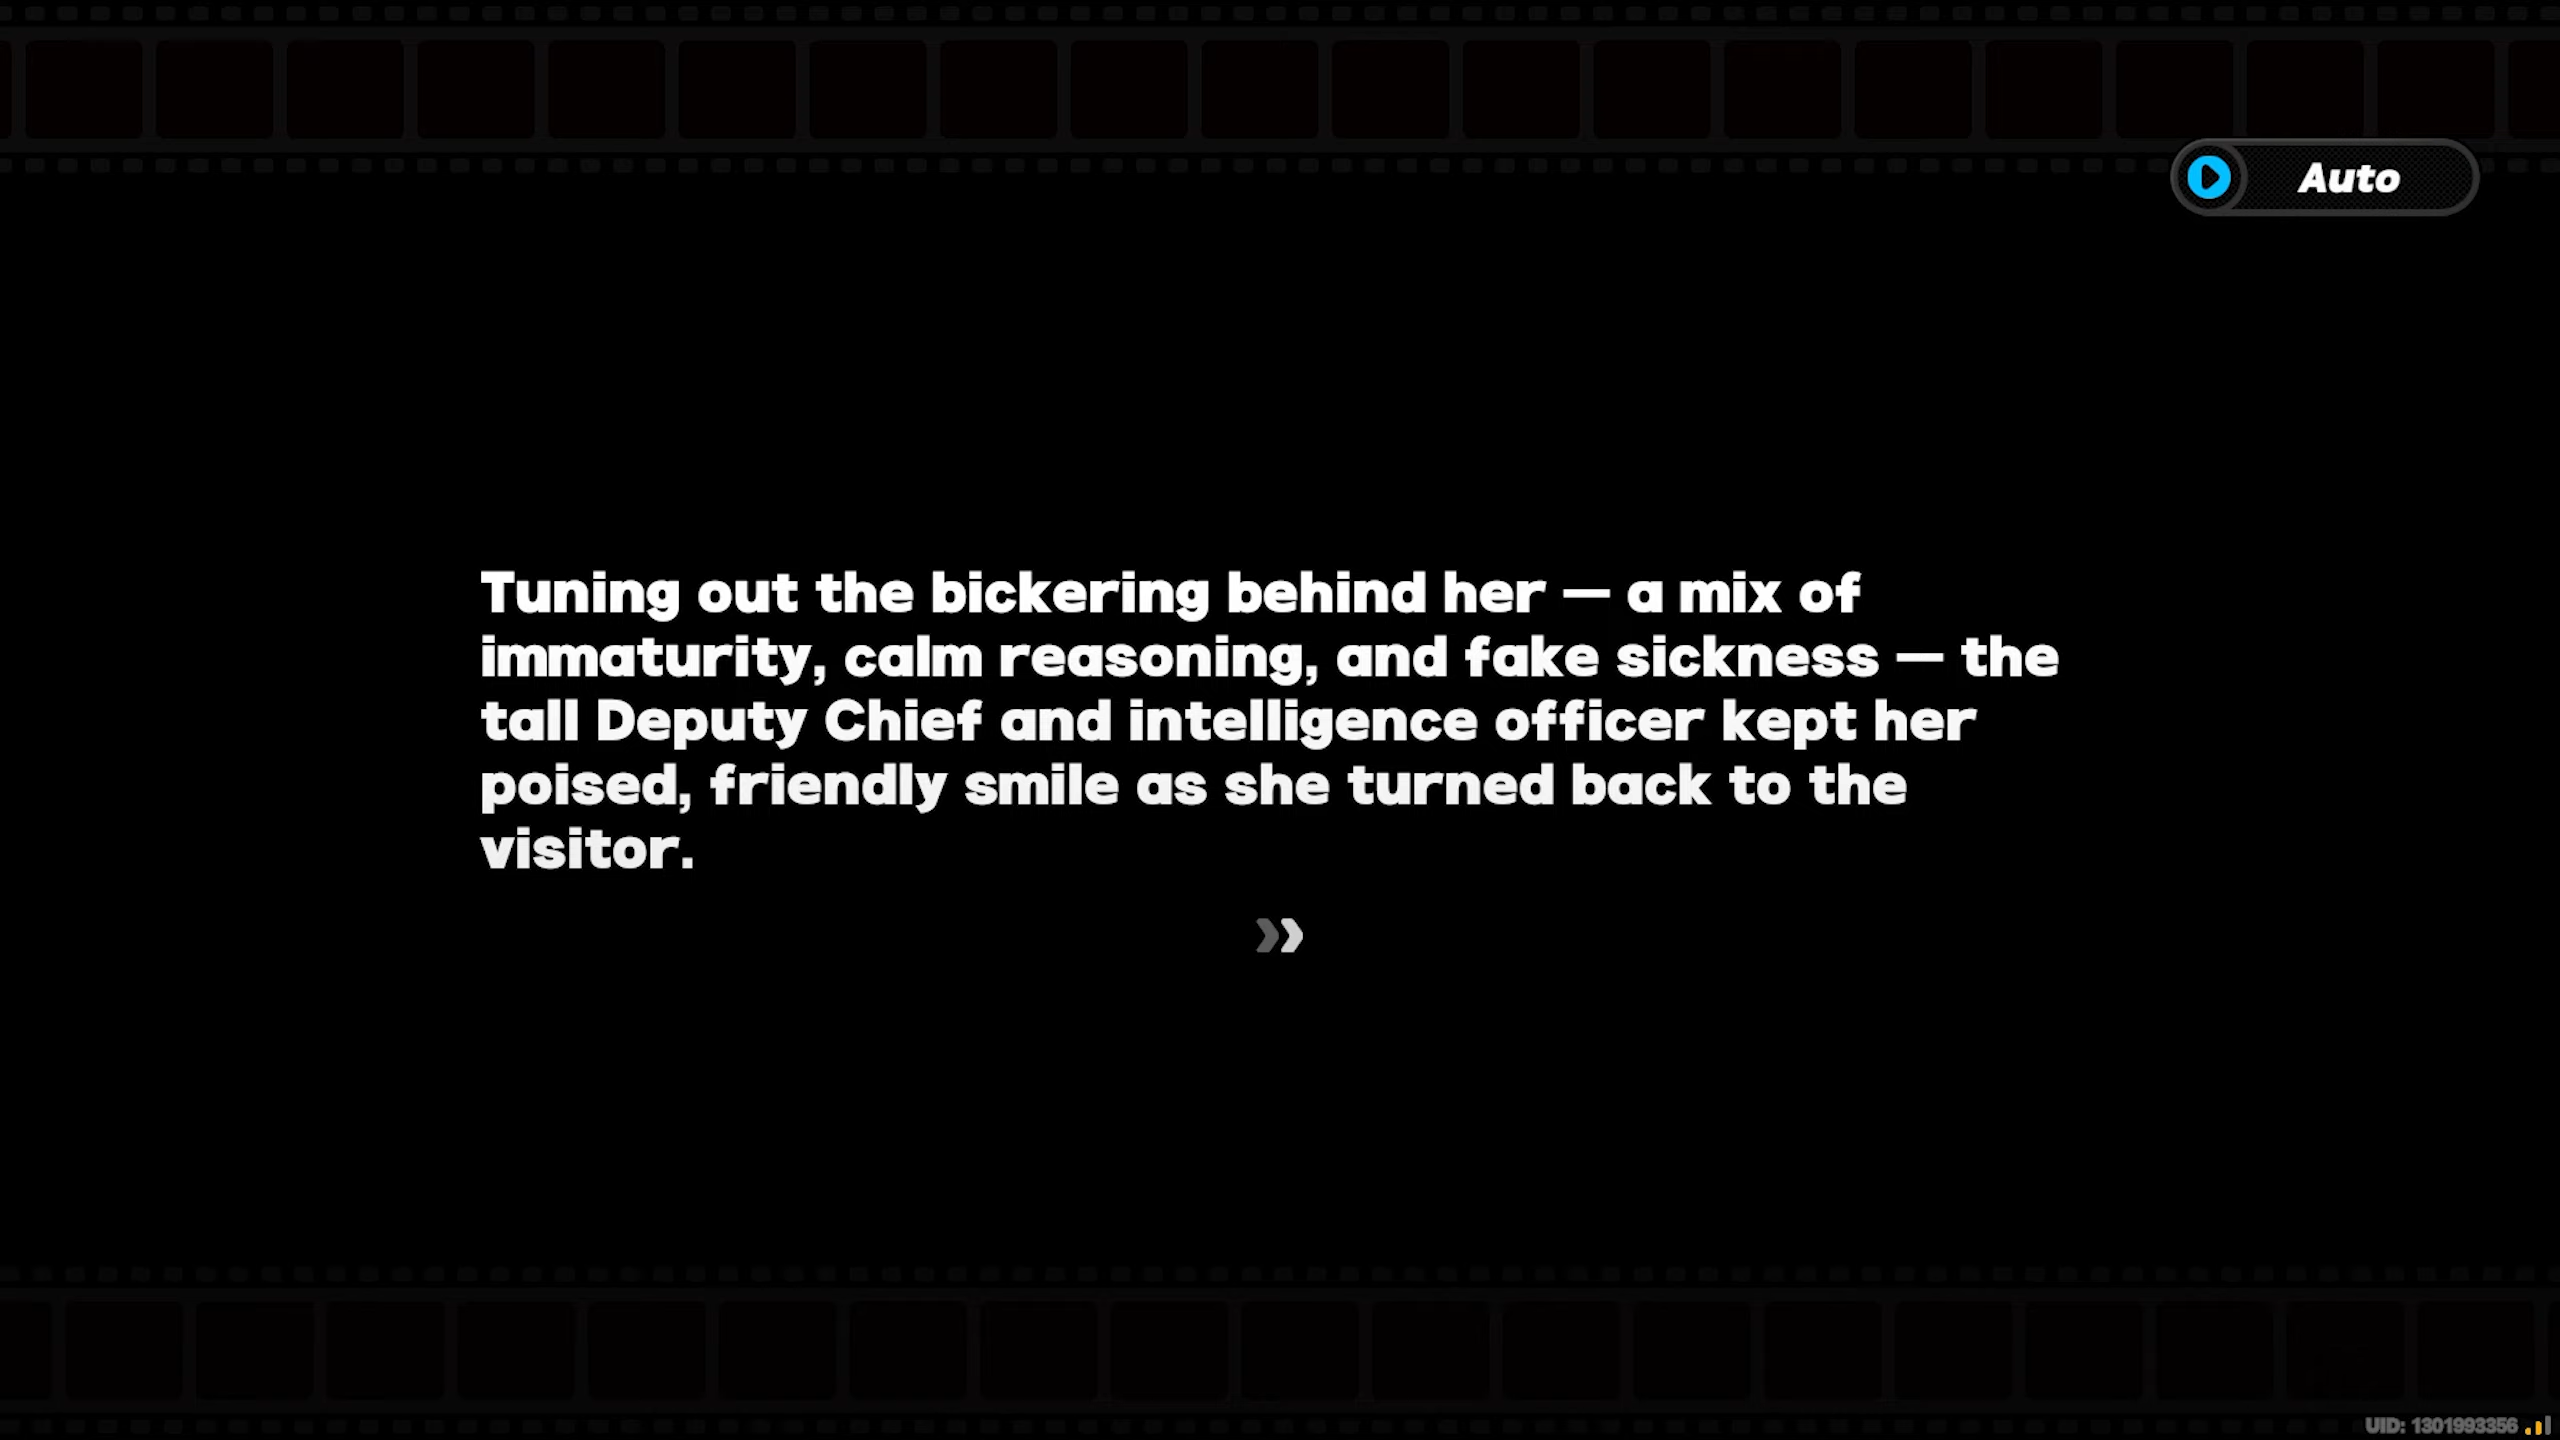 Auto
Tuning out the bickering behind her — a mix of
immaturity, calm reasoning, and fake sickness — the
tall Deputy Chief and intelligence officer kept her
poised, friendly smile as she turned back to the
visitor.
UID: 1301993356